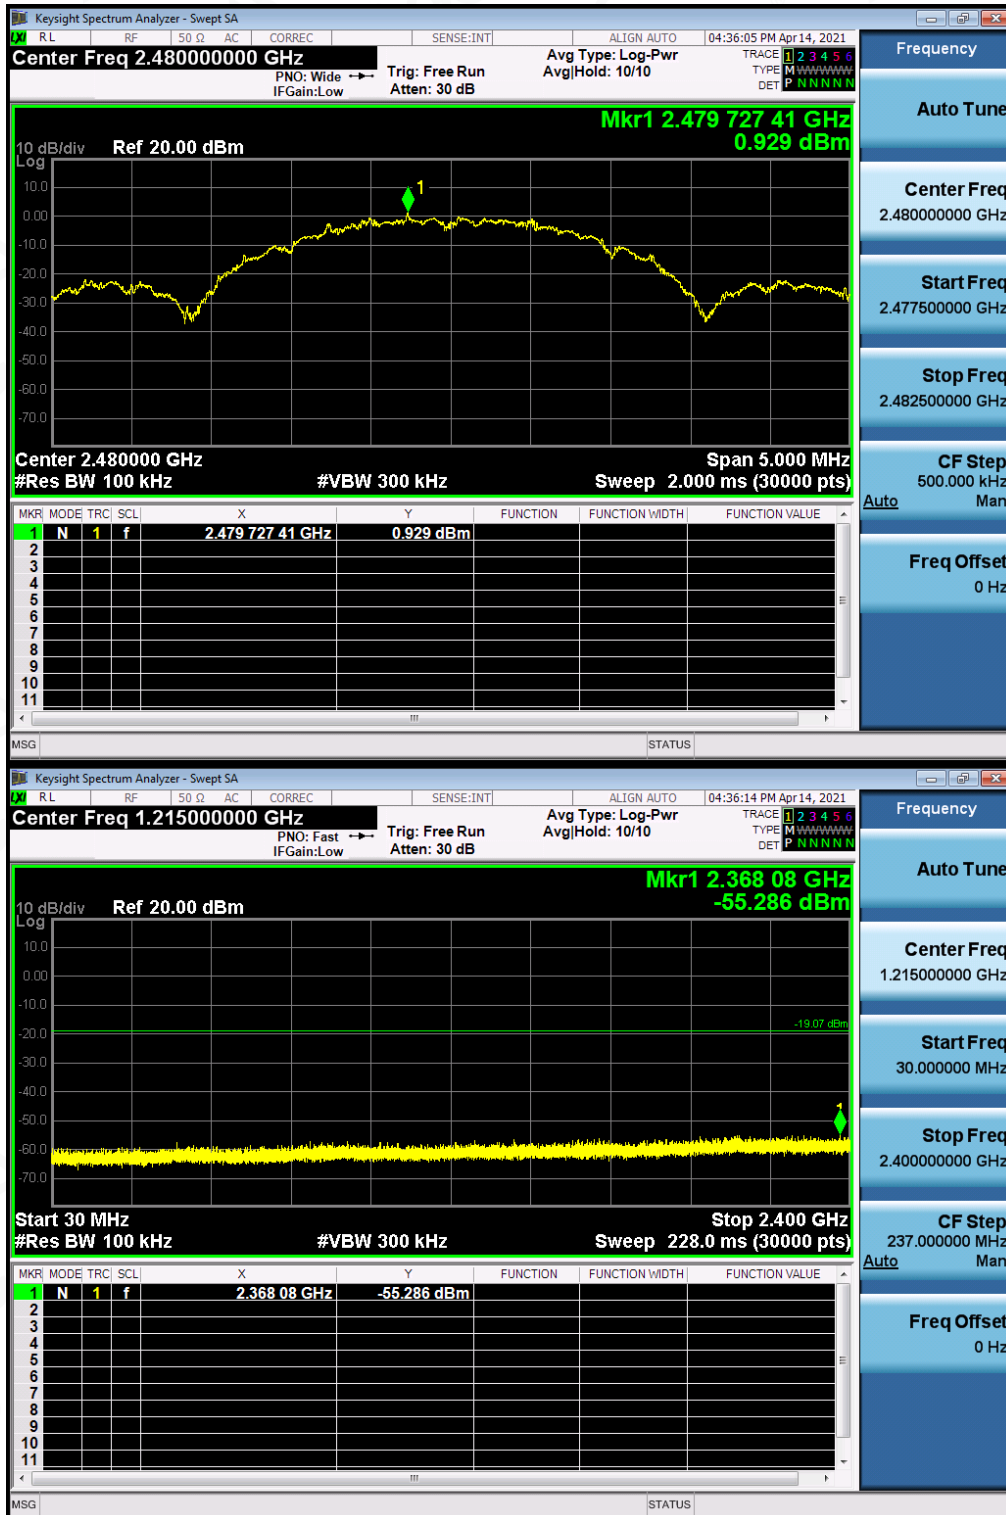 Keysight Spectrum Analyzer - Swept SA
LXI RL RF 50 Ω AC CORREC SENSE:INT ALIGN AUTO 04:36:05 PM Apr 14, 2021
Center Freq 2.480000000 GHz
PNO: Wide
IFGain:Low
Trig: Free Run
Atten: 30 dB
Avg Type: Log-Pwr
Avg|Hold: 10/10
TRACE 1 2 3 4 5 6
TYPE M WWWWW
DET P N N N N N
Mkr1 2.479 727 41 GHz
0.929 dBm
10 dB/div Ref 20.00 dBm
Log
10.0
0.00
-10.0
-20.0
-30.0
-40.0
-50.0
-60.0
-70.0
1
Center 2.480000 GHz Span 5.000 MHz
#Res BW 100 kHz #VBW 300 kHz Sweep 2.000 ms (30000 pts)
MKR MODE TRC SCL X Y FUNCTION FUNCTION WIDTH FUNCTION VALUE
1 N 1 f 2.479 727 41 GHz 0.929 dBm
2
3
4
5
6
7
8
9
10
11
MSG STATUS
Frequency
Auto Tune
Center Freq
2.480000000 GHz
Start Freq
2.477500000 GHz
Stop Freq
2.482500000 GHz
CF Step
500.000 kHz
Auto Man
Freq Offset
0 Hz
Keysight Spectrum Analyzer - Swept SA
LXI RL RF 50 Ω AC CORREC SENSE:INT ALIGN AUTO 04:36:14 PM Apr 14, 2021
Center Freq 1.215000000 GHz
PNO: Fast
IFGain:Low
Trig: Free Run
Atten: 30 dB
Avg Type: Log-Pwr
Avg|Hold: 10/10
TRACE 1 2 3 4 5 6
TYPE M WWWWW
DET P N N N N N
Mkr1 2.368 08 GHz
-55.286 dBm
10 dB/div Ref 20.00 dBm
Log
10.0
0.00
-10.0
-20.0
-30.0
-40.0
-50.0
-60.0
-70.0
-19.07 dBm
1
Start 30 MHz Stop 2.400 GHz
#Res BW 100 kHz #VBW 300 kHz Sweep 228.0 ms (30000 pts)
MKR MODE TRC SCL X Y FUNCTION FUNCTION WIDTH FUNCTION VALUE
1 N 1 f 2.368 08 GHz -55.286 dBm
2
3
4
5
6
7
8
9
10
11
MSG STATUS
Frequency
Auto Tune
Center Freq
1.215000000 GHz
Start Freq
30.000000 MHz
Stop Freq
2.400000000 GHz
CF Step
237.000000 MHz
Auto Man
Freq Offset
0 Hz